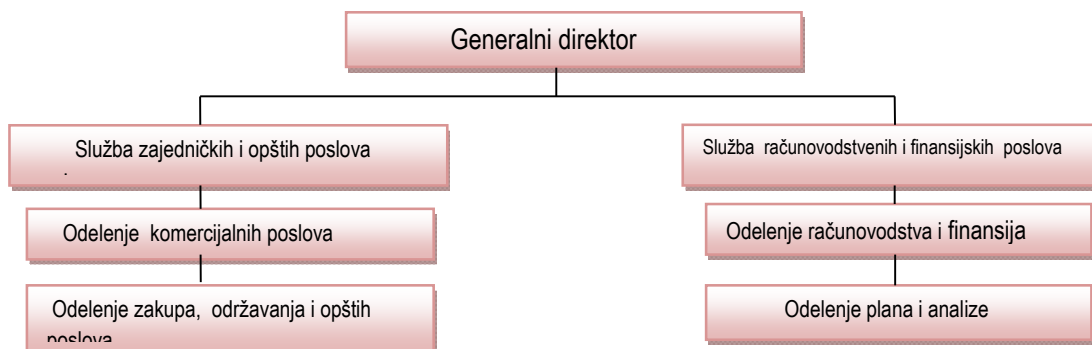 Generalni direktor
Služba zajedničkih i opštih poslova
.
Služba računovodstvenih i finansijskih poslova
Odelenje komercijalnih poslova
Odelenje računovodstva i finansija
Odelenje zakupa, održavanja i opštih
poslova
Odelenje plana i analize